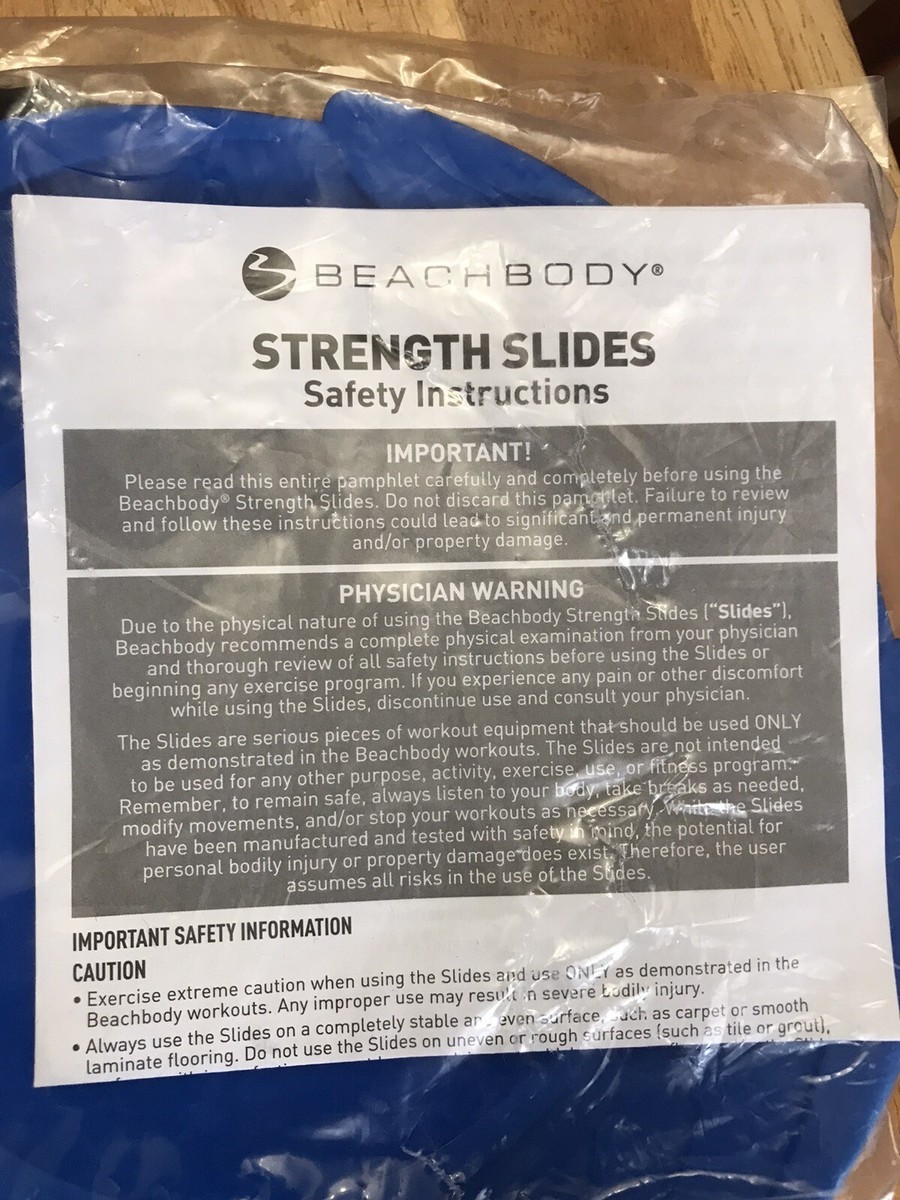 BEACHBODY®
STRENGTH SLIDES
Safety Instructions
IMPORTANT!
Please read this entire pamphlet carefully and completely before using the
Beachbody® Strength Slides. Do not discard this pamphlet. Failure to review
and follow these instructions could lead to significant and permanent injury
and/or property damage.
PHYSICIAN WARNING
Due to the physical nature of using the Beachbody Strength Slides ("Slides"),
Beachbody recommends a complete physical examination from your physician
and thorough review of all safety instructions before using the Slides or
beginning any exercise program. If you experience any pain or other discomfort
while using the Slides, discontinue use and consult your physician.
The Slides are serious pieces of workout equipment that should be used ONLY
as demonstrated in the Beachbody workouts. The Slides are not intended
to be used for any other purpose, activity, exercise, use, or fitness program.
Remember, to remain safe, always listen to your body, take breaks as needed,
modify movements, and/or stop your workouts as necessary. While the Slides
have been manufactured and tested with safety in mind, the potential for
personal bodily injury or property damage does exist. Therefore, the user
assumes all risks in the use of the Slides.
IMPORTANT SAFETY INFORMATION
CAUTION
• Exercise extreme caution when using the Slides and use ONLY as demonstrated in the
Beachbody workouts. Any improper use may result in severe bodily injury.
• Always use the Slides on a completely stable and even surface, such as carpet or smooth
laminate flooring. Do not use the Slides on uneven or rough surfaces (such as tile or grout),